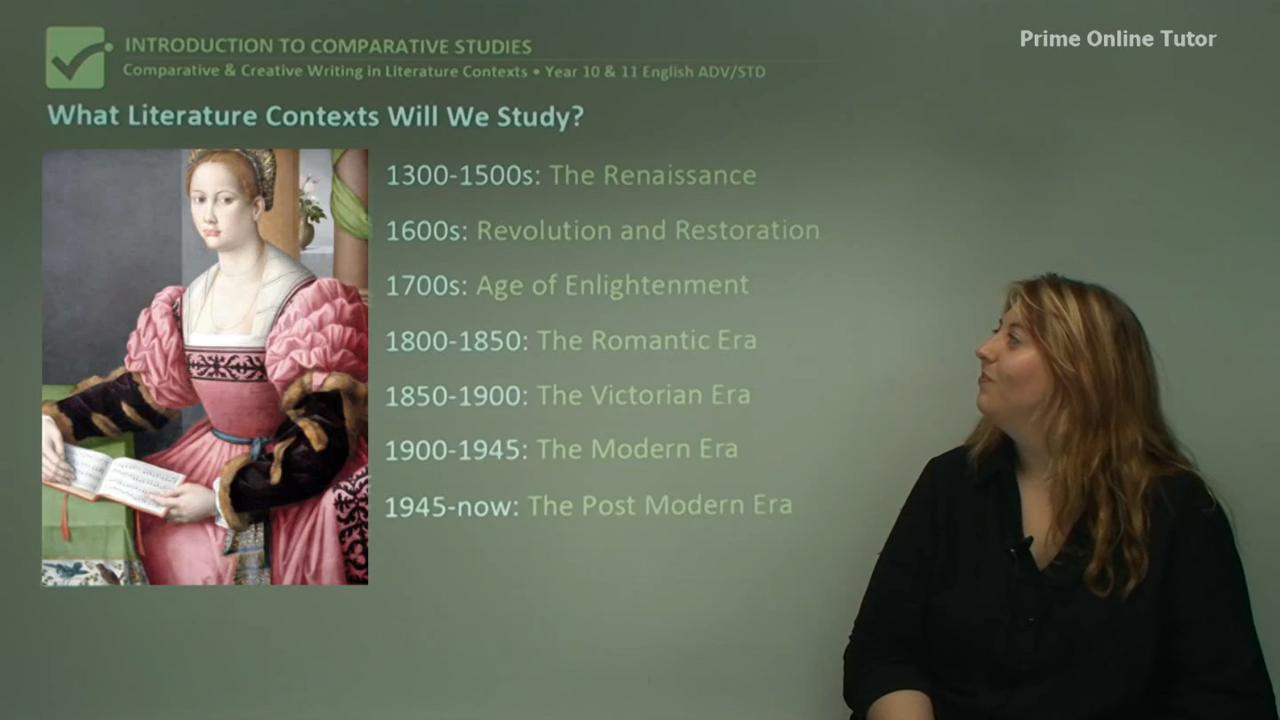 Prime Online Tutor
INTRODUCTION TO COMPARATIVE STUDIES
Comparative & Creative Writing in Literature Contexts • Year 10 & 11 English ADV/STD
What Literature Contexts Will We Study?
1300-1500s: The Renaissance
1600s: Revolution and Restoration
1700s: Age of Enlightenment
1800-1850: The Romantic Era
1850-1900: The Victorian Era
1900-1945: The Modern Era
1945-now: The Post Modern Era